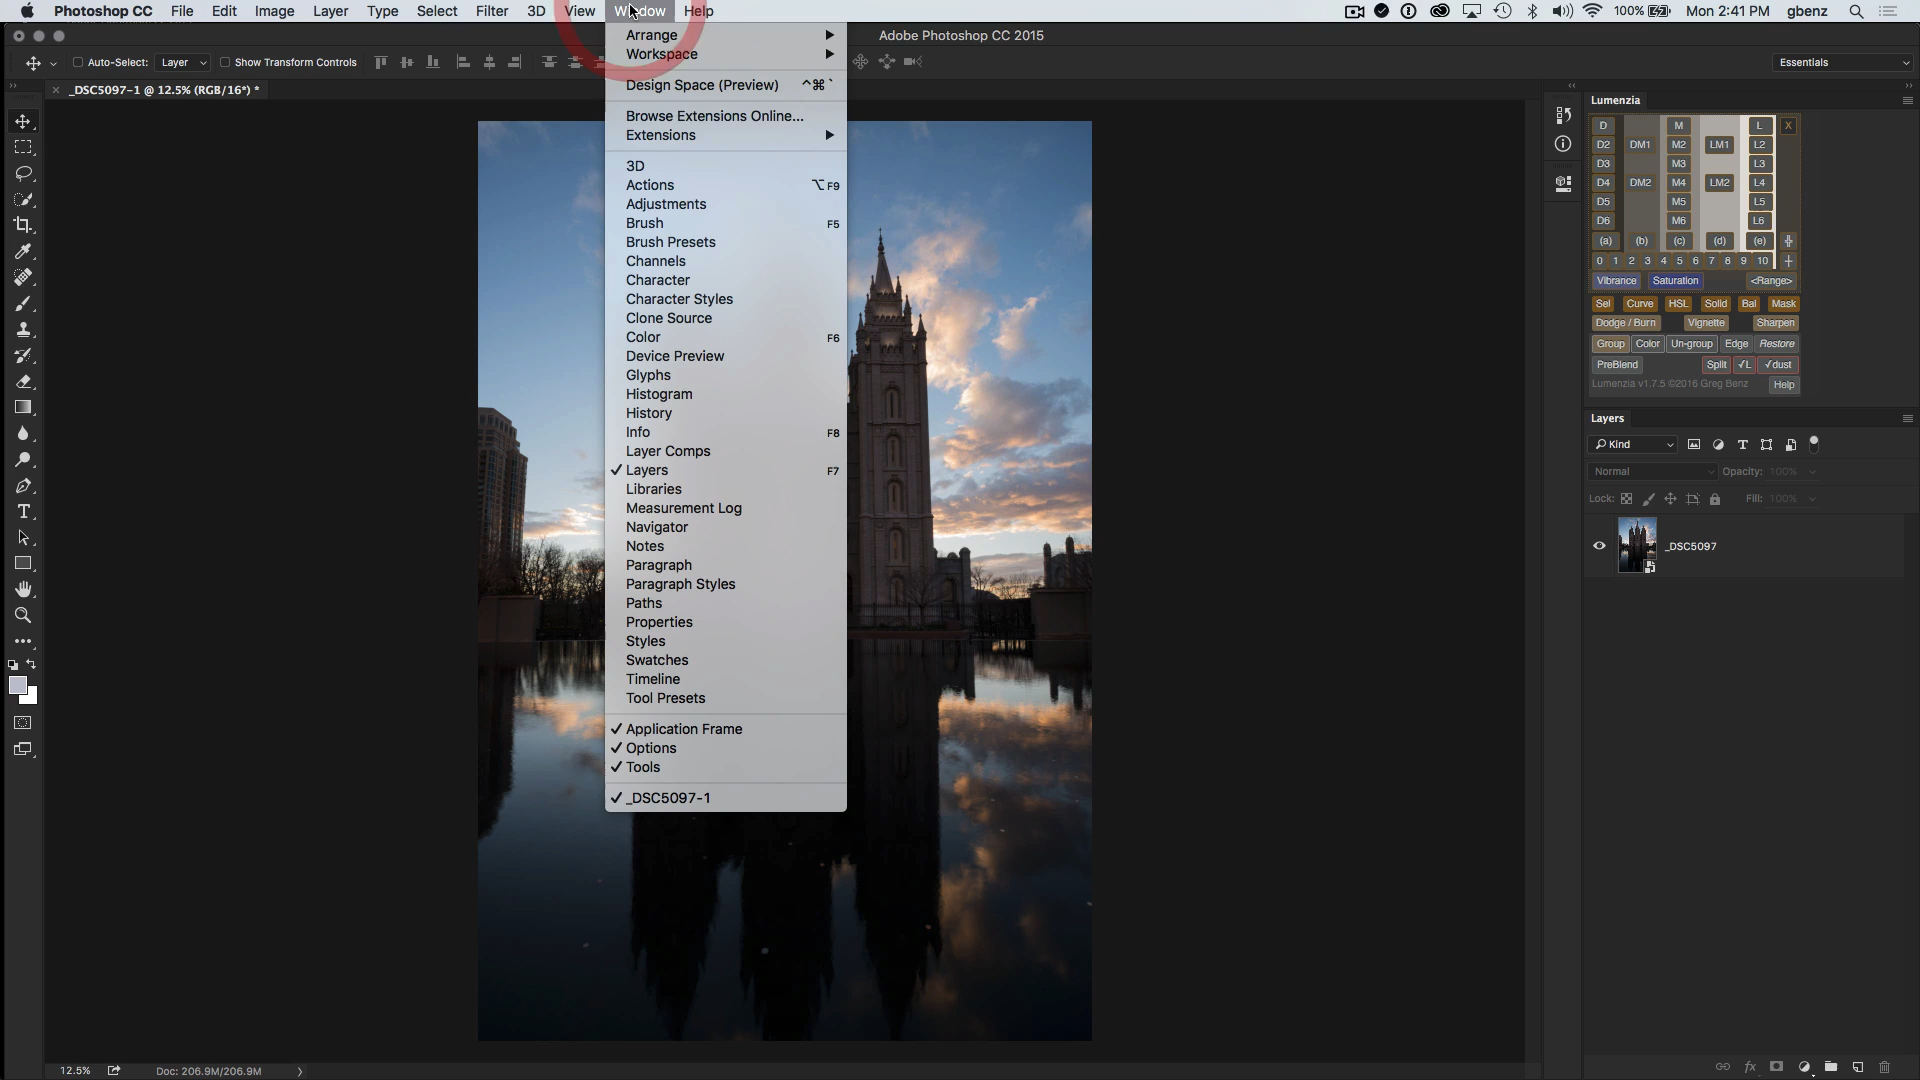 Photoshop CC File Edit Image Layer Type Select Filter 3D View Window Help 100% Mon 2:41 PM gbenz
Adobe Photoshop CC 2015
Auto-Select: Layer Show Transform Controls Essentials
_DSC5097-1 @ 12.5% (RGB/16*) *
Arrange
Workspace
Design Space (Preview) ^⌘`
Browse Extensions Online...
Extensions
3D
Actions ⌥F9
Adjustments
Brush F5
Brush Presets
Channels
Character
Character Styles
Clone Source
Color F6
Device Preview
Glyphs
Histogram
History
Info F8
Layer Comps
✓ Layers F7
Libraries
Measurement Log
Navigator
Notes
Paragraph
Paragraph Styles
Paths
Properties
Styles
Swatches
Timeline
Tool Presets
✓ Application Frame
✓ Options
✓ Tools
✓ _DSC5097-1
Lumenzia
D M L X
D2 DM1 M2 LM1 L2
D3 M3 L3
D4 DM2 M4 LM2 L4
D5 M5 L5
D6 M6 L6
(a) (b) (c) (d) (e)
0 1 2 3 4 5 6 7 8 9 10
Vibrance Saturation <Range>
Sel Curve HSL Solid Bal Mask
Dodge / Burn Vignette Sharpen
Group Color Un-group Edge Restore
PreBlend Split √L √dust
Lumenzia v1.7.5 ©2016 Greg Benz Help
Layers
Kind
Normal Opacity: 100%
Lock: Fill: 100%
_DSC5097
12.5% Doc: 206.9M/206.9M